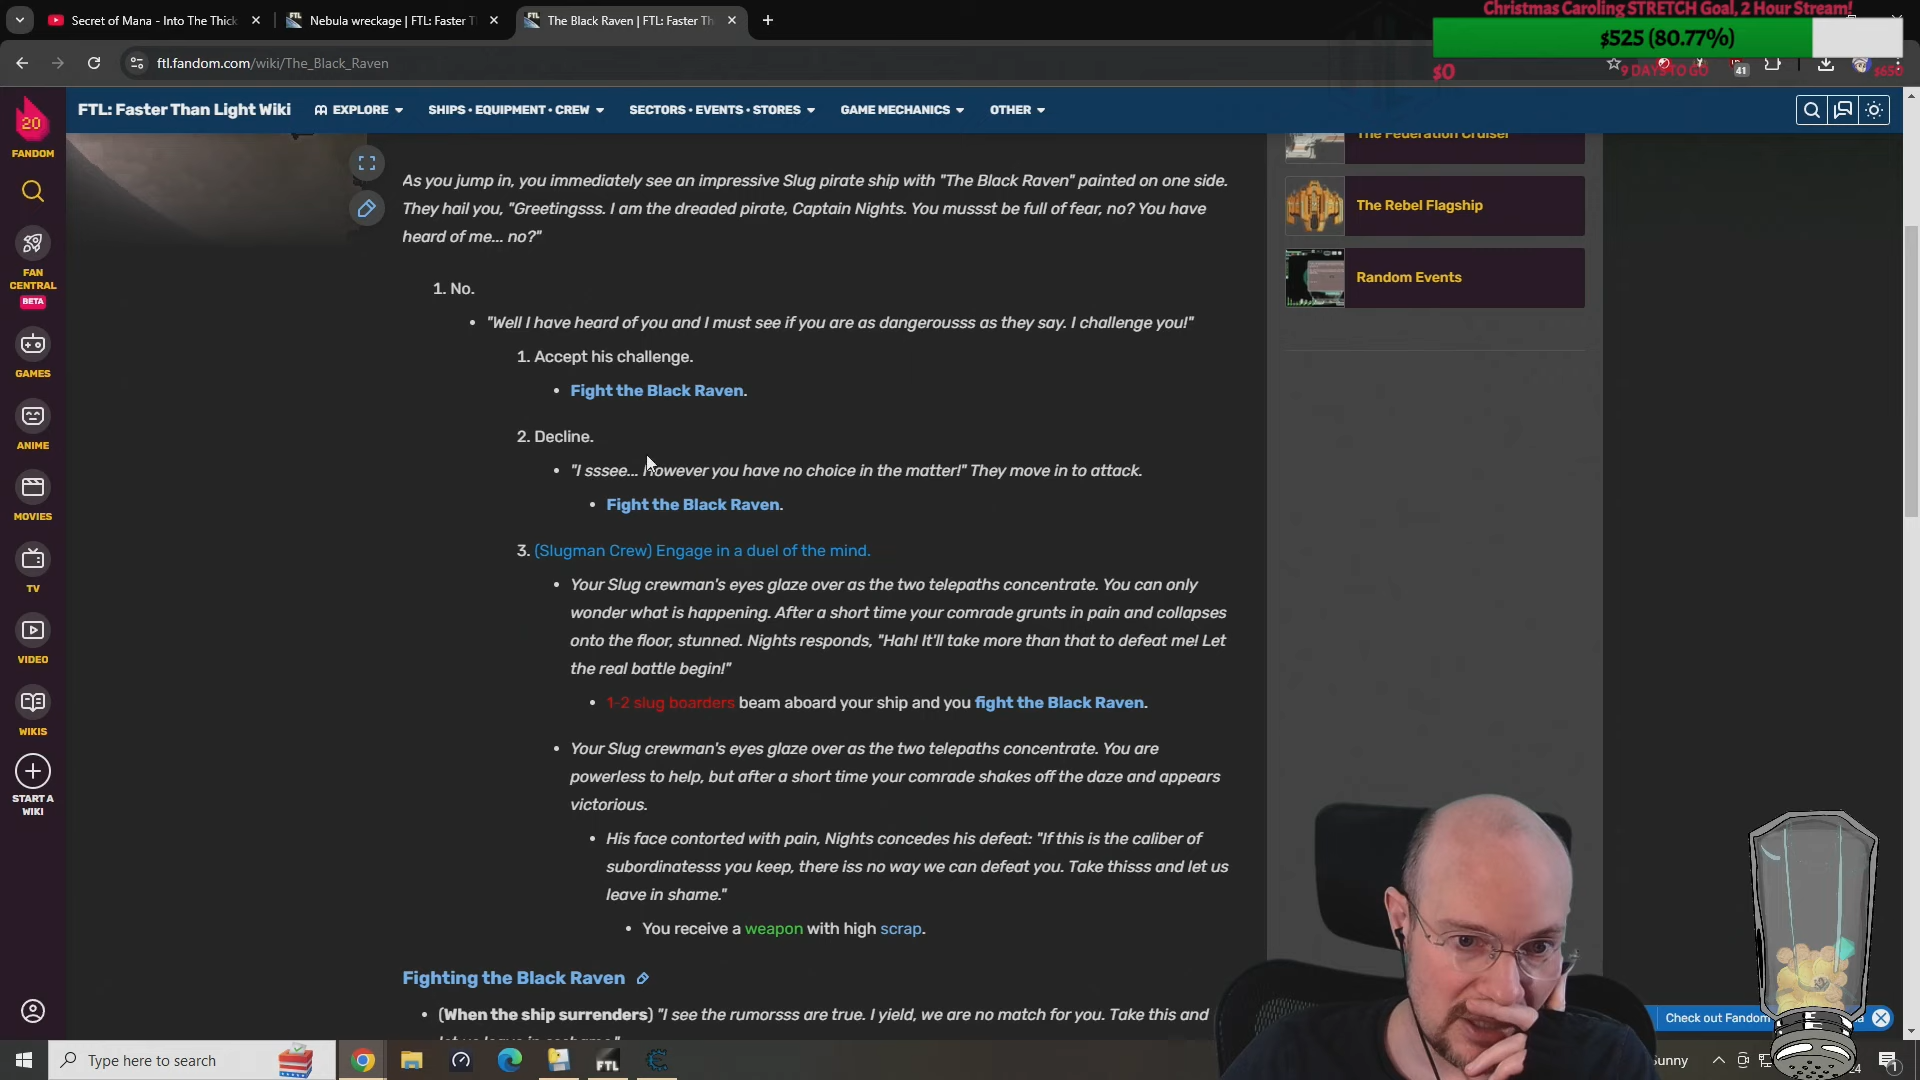 Secret of Mana - Into The Thick
Nebula wreckage | FTL: Faster T
The Black Raven | FTL: Faster Th
Christmas Caroling STRETCH Goal, 2 Hour Stream!
$525 (80.77%)
$0
9 DAYS TO GO
$650
ftl.fandom.com/wiki/The_Black_Raven
41
20
FANDOM
FTL: Faster Than Light Wiki
EXPLORE
SHIPS • EQUIPMENT • CREW
SECTORS • EVENTS • STORES
GAME MECHANICS
OTHER
FAN CENTRAL
BETA
GAMES
ANIME
MOVIES
TV
VIDEO
WIKIS
START A WIKI
As you jump in, you immediately see an impressive Slug pirate ship with "The Black Raven" painted on one side.
They hail you, "Greetingsss. I am the dreaded pirate, Captain Nights. You mussst be full of fear, no? You have
heard of me... no?"
1. No.
• "Well I have heard of you and I must see if you are as dangerousss as they say. I challenge you!"
1. Accept his challenge.
• Fight the Black Raven.
2. Decline.
• "I sssee... However you have no choice in the matter!" They move in to attack.
• Fight the Black Raven.
3. (Slugman Crew) Engage in a duel of the mind.
• Your Slug crewman's eyes glaze over as the two telepaths concentrate. You can only
wonder what is happening. After a short time your comrade grunts in pain and collapses
onto the floor, stunned. Nights responds, "Hah! It'll take more than that to defeat me! Let
the real battle begin!"
• 1-2 slug boarders beam aboard your ship and you fight the Black Raven.
• Your Slug crewman's eyes glaze over as the two telepaths concentrate. You are
powerless to help, but after a short time your comrade shakes off the daze and appears
victorious.
• His face contorted with pain, Nights concedes his defeat: "If this is the caliber of
subordinatesss you keep, there iss no way we can defeat you. Take thisss and let us
leave in shame."
• You receive a weapon with high scrap.
Fighting the Black Raven
• (When the ship surrenders) "I see the rumorsss are true. I yield, we are no match for you. Take this and
The Federation Cruiser
The Rebel Flagship
Random Events
Check out Fandom
Type here to search
FTL
Sunny
24
1